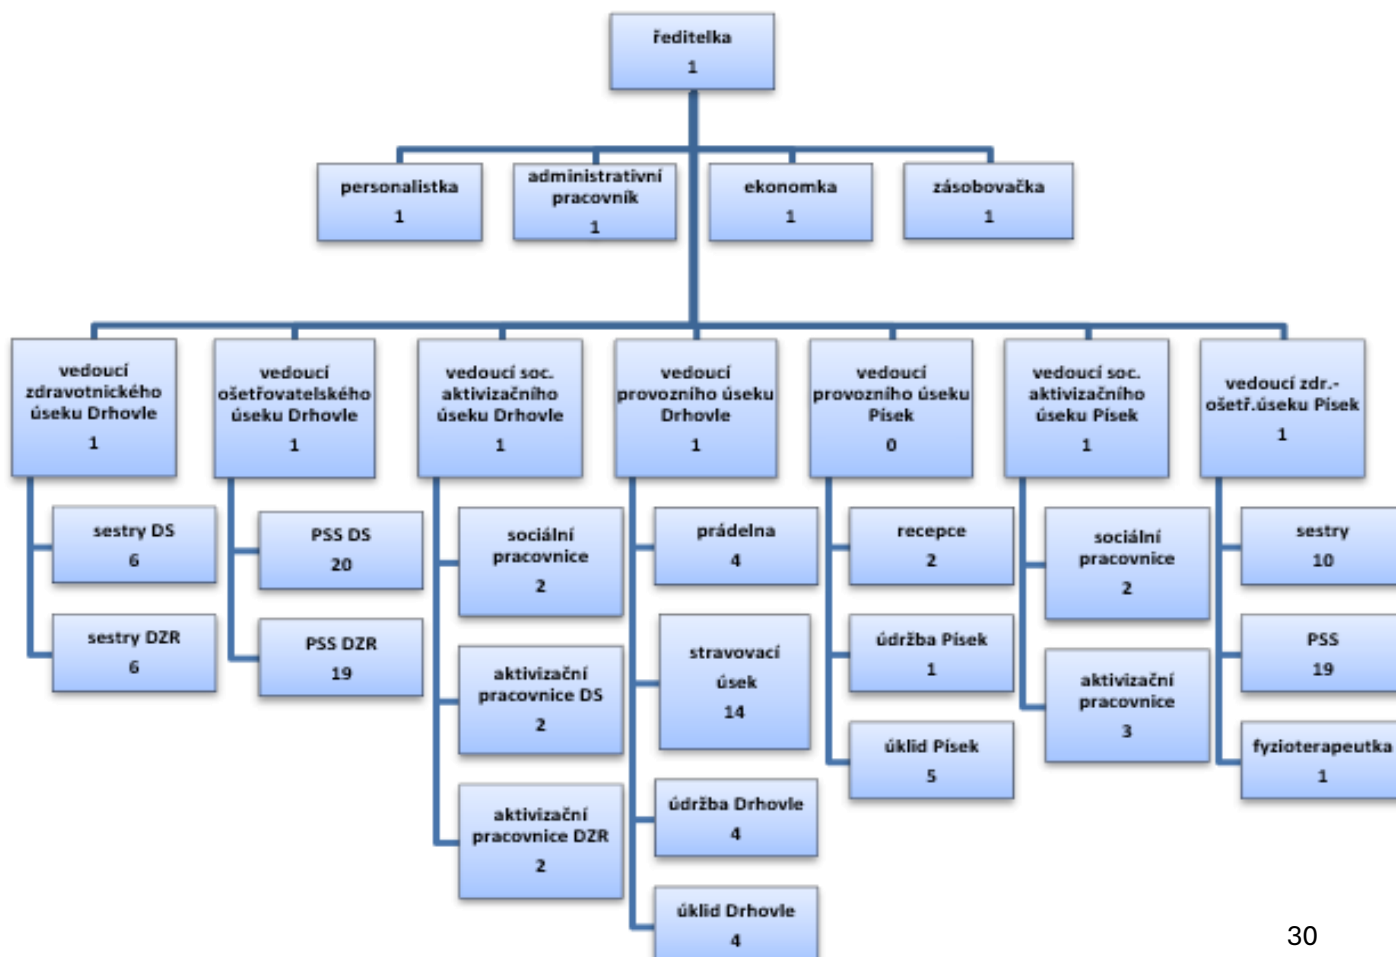 ředitelka
1
personalistka
1
administrativní
pracovník
1
ekonomka
1
zásobovačka
1
vedoucí
zdravotnického
úseku Drhovle
1
sestry DS
6
sestry DZR
6
vedoucí
ošetřovatelského
úseku Drhovle
1
PSS DS
20
PSS DZR
19
vedoucí soc.
aktivizačního
úseku Drhovle
1
sociální
pracovnice
2
aktivizační
pracovnice DS
2
aktivizační
pracovnice DZR
2
vedoucí
provozního úseku
Drhovle
1
prádelna
4
stravovací
úsek
14
údržba Drhovle
4
úklid Drhovle
4
vedoucí
provozního úseku
Písek
0
recepce
2
údržba Písek
1
úklid Písek
5
vedoucí soc.
aktivizačního
úseku Písek
1
sociální
pracovnice
2
aktivizační
pracovnice
3
vedoucí zdr.-
ošetř.úseku Písek
1
sestry
10
PSS
19
fyzioterapeutka
1
30